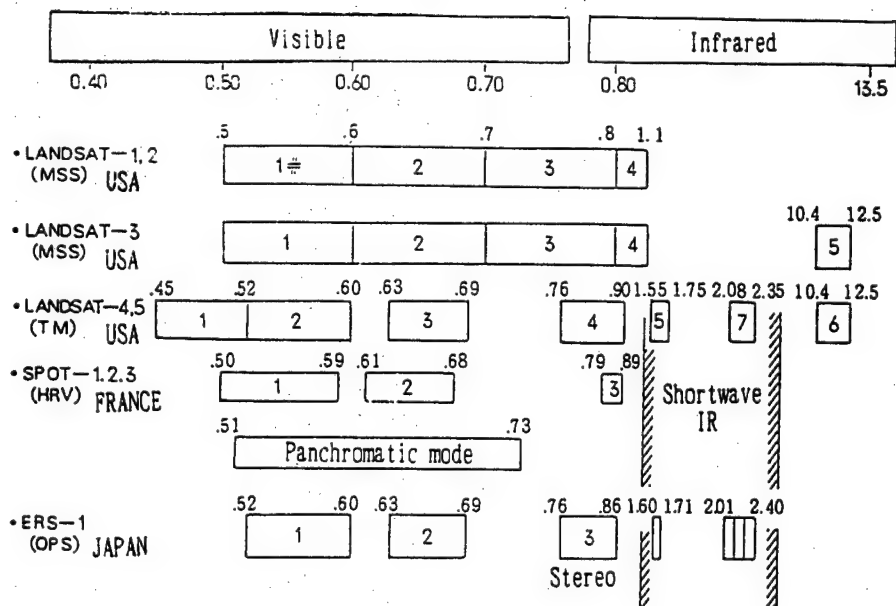 Visible Infrared
0.40 0.50 0.60 0.70 0.80 13.5
.5 .6 .7 .8 1.1
• LANDSAT—1,2 1# 2 3 4
(MSS) USA
10.4 12.5
• LANDSAT—3 1 2 3 4 5
(MSS) USA
.45 .52 .60 .63 .69 .76 .90 1.55 1.75 2.08 2.35 10.4 12.5
• LANDSAT—4,5 1 2 3 4 5 7 6
(TM) USA
.50 .59 .61 .68 .79 .89
• SPOT—1.2.3 1 2 3 Shortwave
(HRV) FRANCE IR
.51 .73
Panchromatic mode
.52 .60 .63 .69 .76 .86 1.60 1.71 2.01 2.40
• ERS—1 1 2 3
(OPS) JAPAN
Stereo